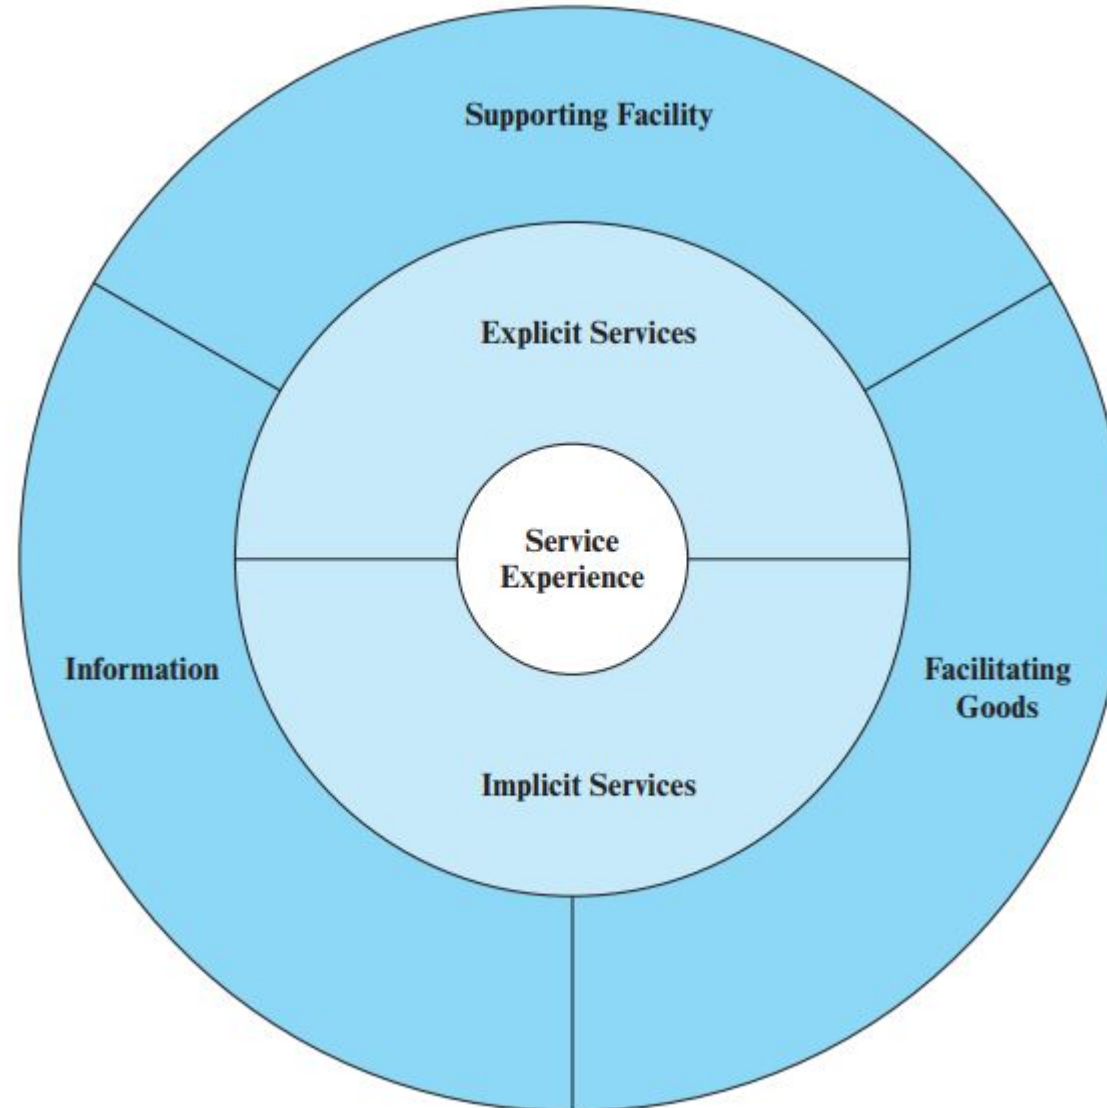 Supporting Facility
Explicit Services
Service
Experience
Information
Facilitating
Goods
Implicit Services